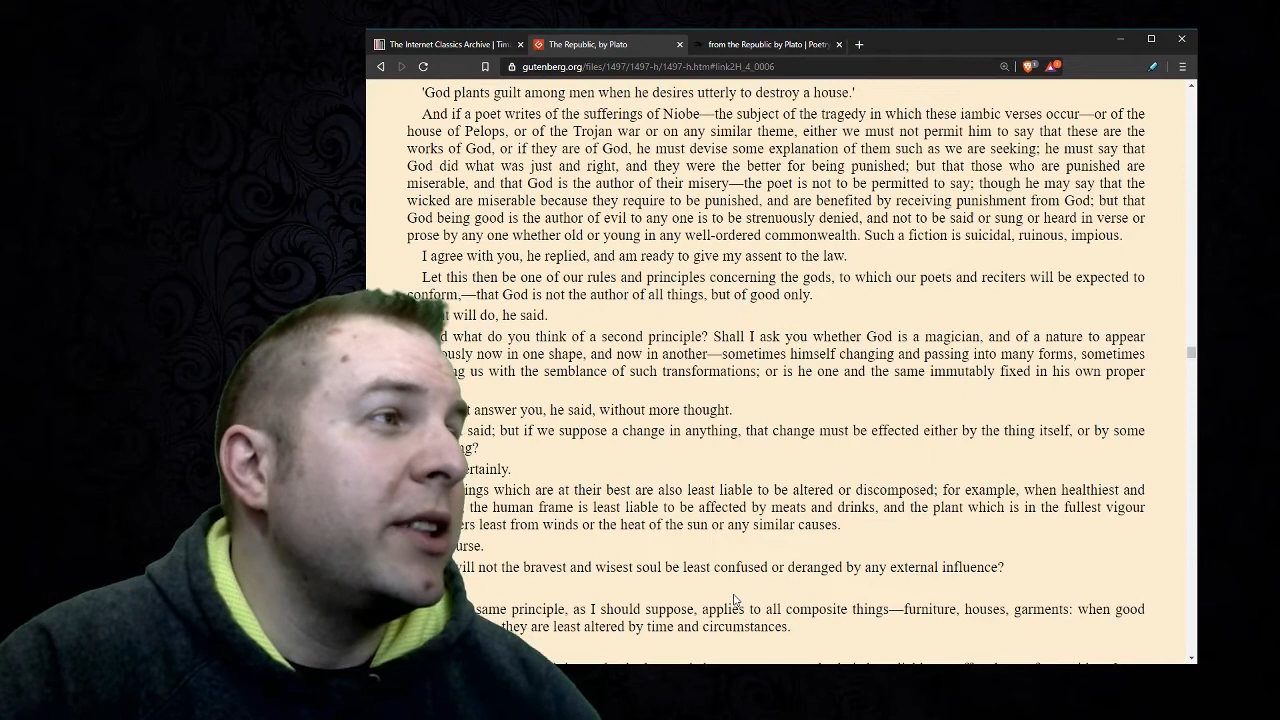 The Internet Classics Archive | Tim
The Republic, by Plato
from the Republic by Plato | Poetry
gutenberg.org/files/1497/1497-h/1497-h.htm#link2H_4_0006
'God plants guilt among men when he desires utterly to destroy a house.'
And if a poet writes of the sufferings of Niobe—the subject of the tragedy in which these iambic verses occur—or of the
house of Pelops, or of the Trojan war or on any similar theme, either we must not permit him to say that these are the
works of God, or if they are of God, he must devise some explanation of them such as we are seeking; he must say that
God did what was just and right, and they were the better for being punished; but that those who are punished are
miserable, and that God is the author of their misery—the poet is not to be permitted to say; though he may say that the
wicked are miserable because they require to be punished, and are benefited by receiving punishment from God; but that
God being good is the author of evil to any one is to be strenuously denied, and not to be said or sung or heard in verse or
prose by any one whether old or young in any well-ordered commonwealth. Such a fiction is suicidal, ruinous, impious.
I agree with you, he replied, and am ready to give my assent to the law.
Let this then be one of our rules and principles concerning the gods, to which our poets and reciters will be expected to
conform,—that God is not the author of all things, but of good only.
will do, he said.
what do you think of a second principle? Shall I ask you whether God is a magician, and of a nature to appear
now in one shape, and now in another—sometimes himself changing and passing into many forms, sometimes
us with the semblance of such transformations; or is he one and the same immutably fixed in his own proper
answer you, he said, without more thought.
said; but if we suppose a change in anything, that change must be effected either by the thing itself, or by some
ertainly.
which are at their best are also least liable to be altered or discomposed; for example, when healthiest and
the human frame is least liable to be affected by meats and drinks, and the plant which is in the fullest vigour
least from winds or the heat of the sun or any similar causes.
urse.
will not the bravest and wisest soul be least confused or deranged by any external influence?
same principle, as I should suppose, applies to all composite things—furniture, houses, garments: when good
they are least altered by time and circumstances.